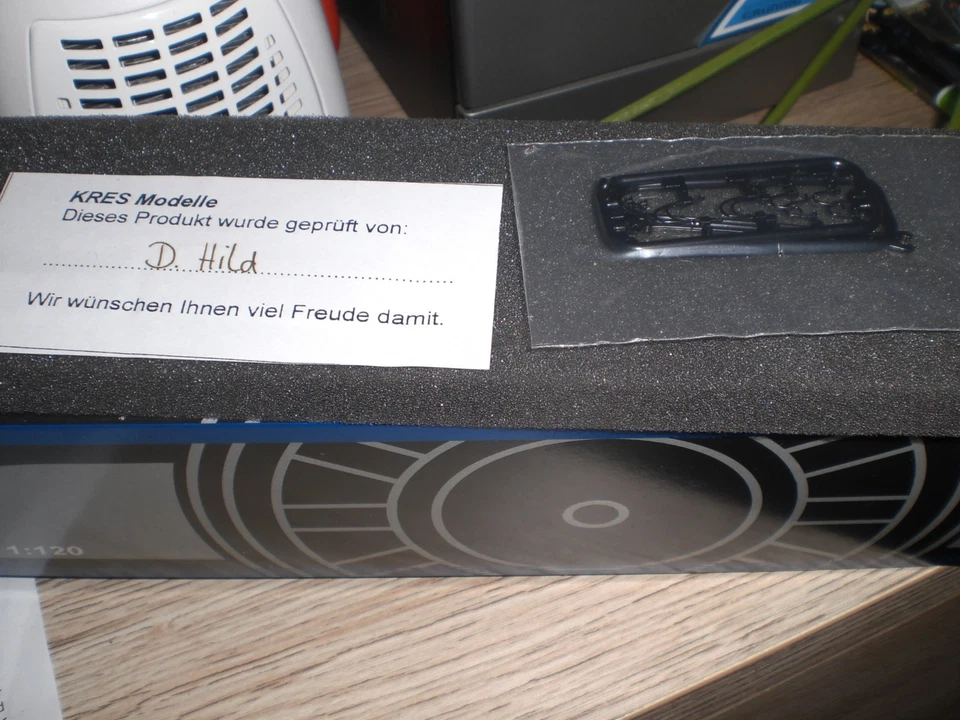 KRES Modelle
Dieses Produkt wurde geprüft von:
D. Hild
Wir wünschen Ihnen viel Freude damit.
1:120